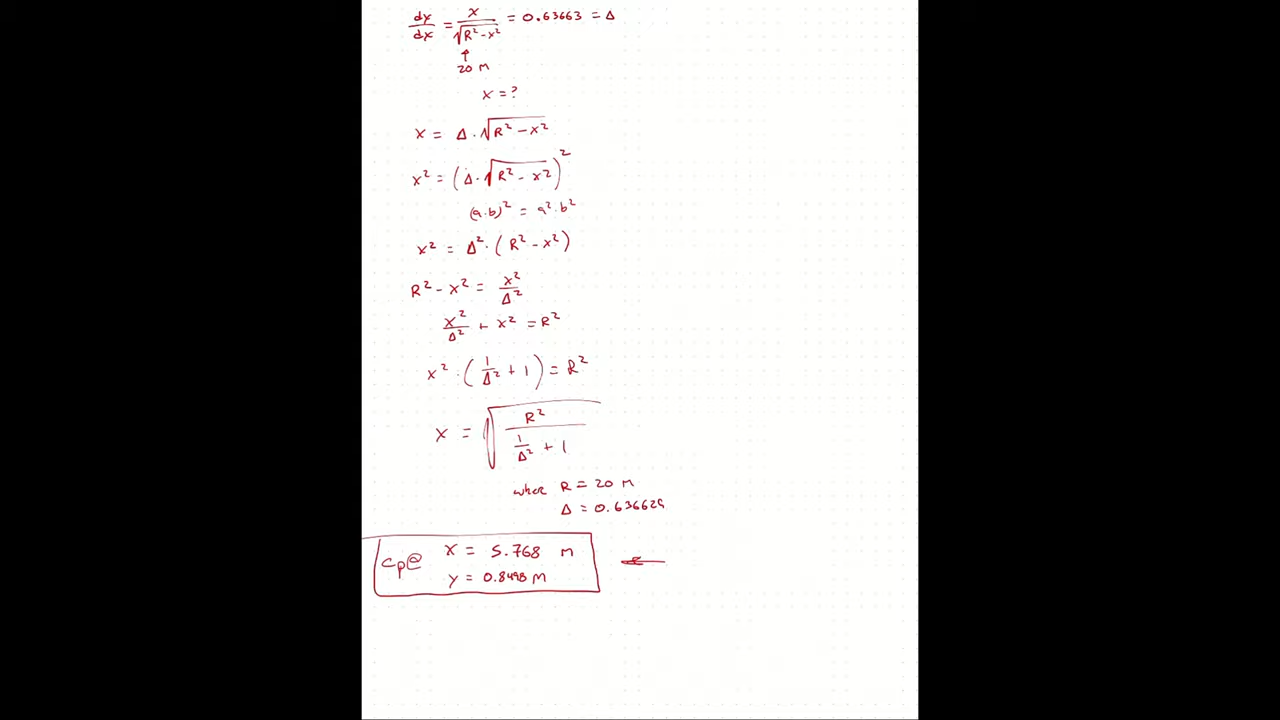 dy/dx = x/√(R² - x²) = 0.63663 = Δ
↑
20 m
x = ?
x = Δ · √(R² - x²)
x² = (Δ · √(R² - x²))²
(a·b)² = a²·b²
x² = Δ² · (R² - x²)
R² - x² = x²/Δ²
x²/Δ² + x² = R²
x² · (1/Δ² + 1) = R²
x = √(R²/(1/Δ² + 1))
where R = 20 m
Δ = 0.636629
cp@ x = 5.768 m
y = 0.8498 m
←